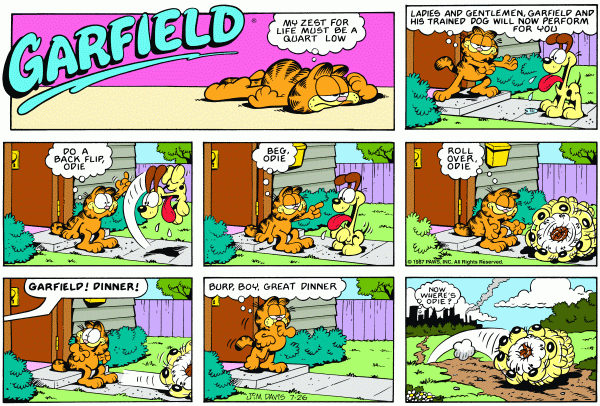 GARFIELD
®
MY ZEST FOR
LIFE MUST BE A
QUART LOW
LADIES AND GENTLEMEN, GARFIELD AND
HIS TRAINED DOG WILL NOW PERFORM
FOR YOU
DO A
BACK FLIP,
ODIE
BEG,
ODIE
ROLL
OVER,
ODIE
© 1987 PAWS, INC. All Rights Reserved.
GARFIELD! DINNER!
BURP, BOY, GREAT DINNER
JIM DAVIS 7-26
NOW
WHERE'S
ODIE?